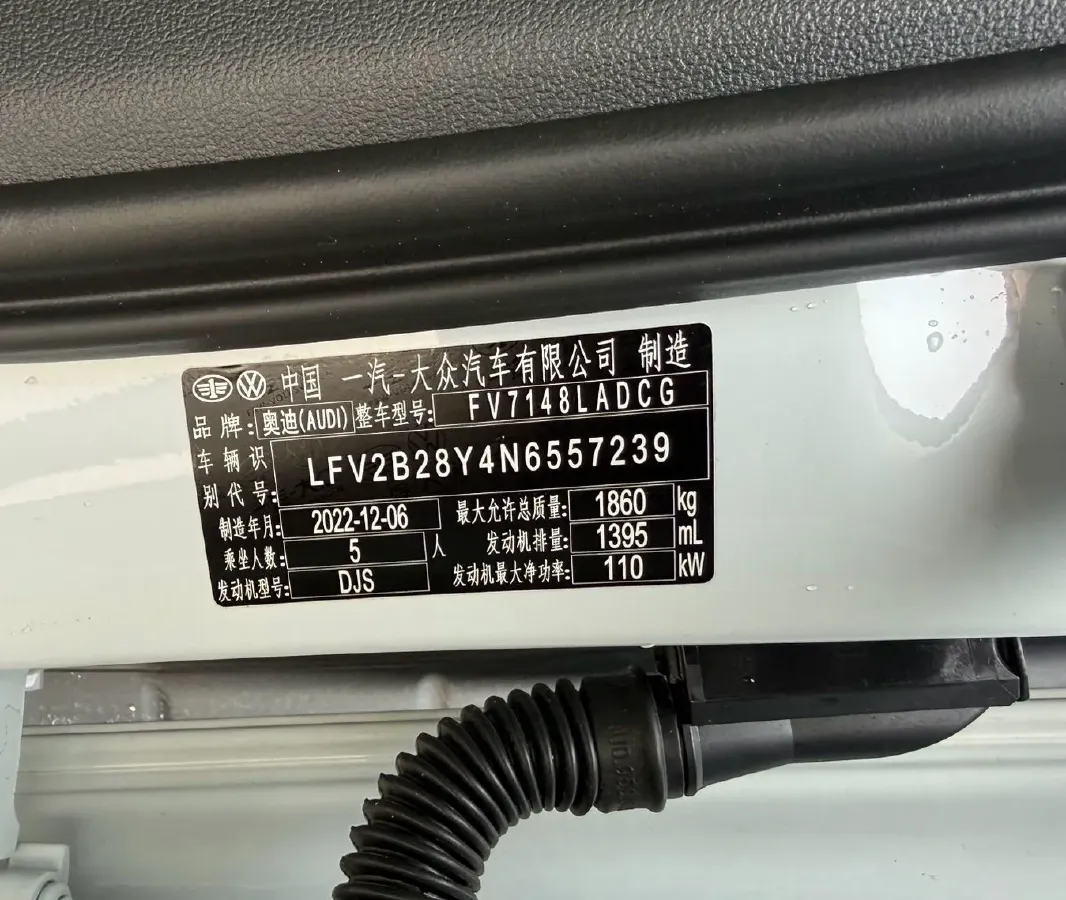 中国 一汽-大众汽车有限公司 制造
品牌: 奥迪(AUDI) 整车型号: FV7148LADCG
车辆识别代号: LFV2B28Y4N6557239
制造年月: 2022-12-06 最大允许总质量: 1860 kg
乘坐人数: 5 人 发动机排量: 1395 mL
发动机型号: DJS 发动机最大净功率: 110 kW